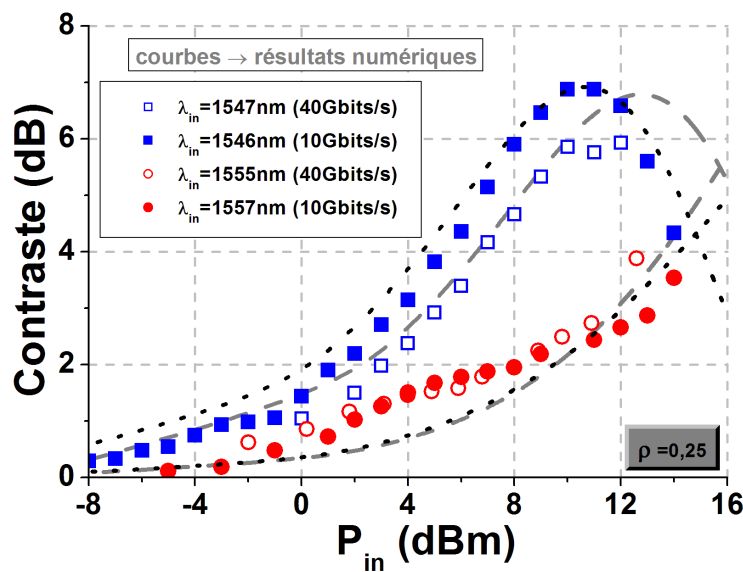 8
6
4
2
0
Contraste (dB)
courbes → résultats numériques
λin=1547nm (40Gbits/s)
λin=1546nm (10Gbits/s)
λin=1555nm (40Gbits/s)
λin=1557nm (10Gbits/s)
ρ =0,25
-8 -4 0 4 8 12 16
Pin (dBm)